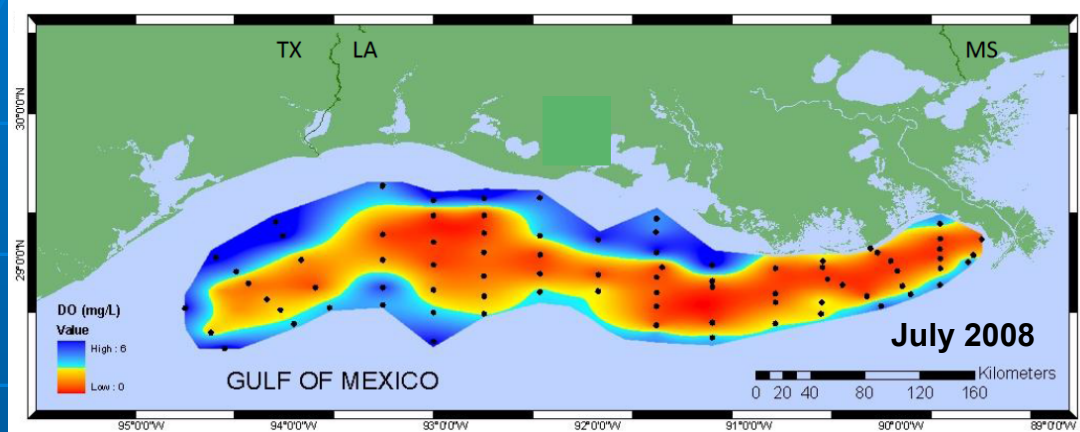 TX LA MS
30°0'0"N
29°0'0"N
DO (mg/L)
Value
High : 6
Low : 0
July 2008
GULF OF MEXICO
Kilometers
0 20 40 80 120 160
95°0'0"W 94°0'0"W 93°0'0"W 92°0'0"W 91°0'0"W 90°0'0"W 89°0'0"W